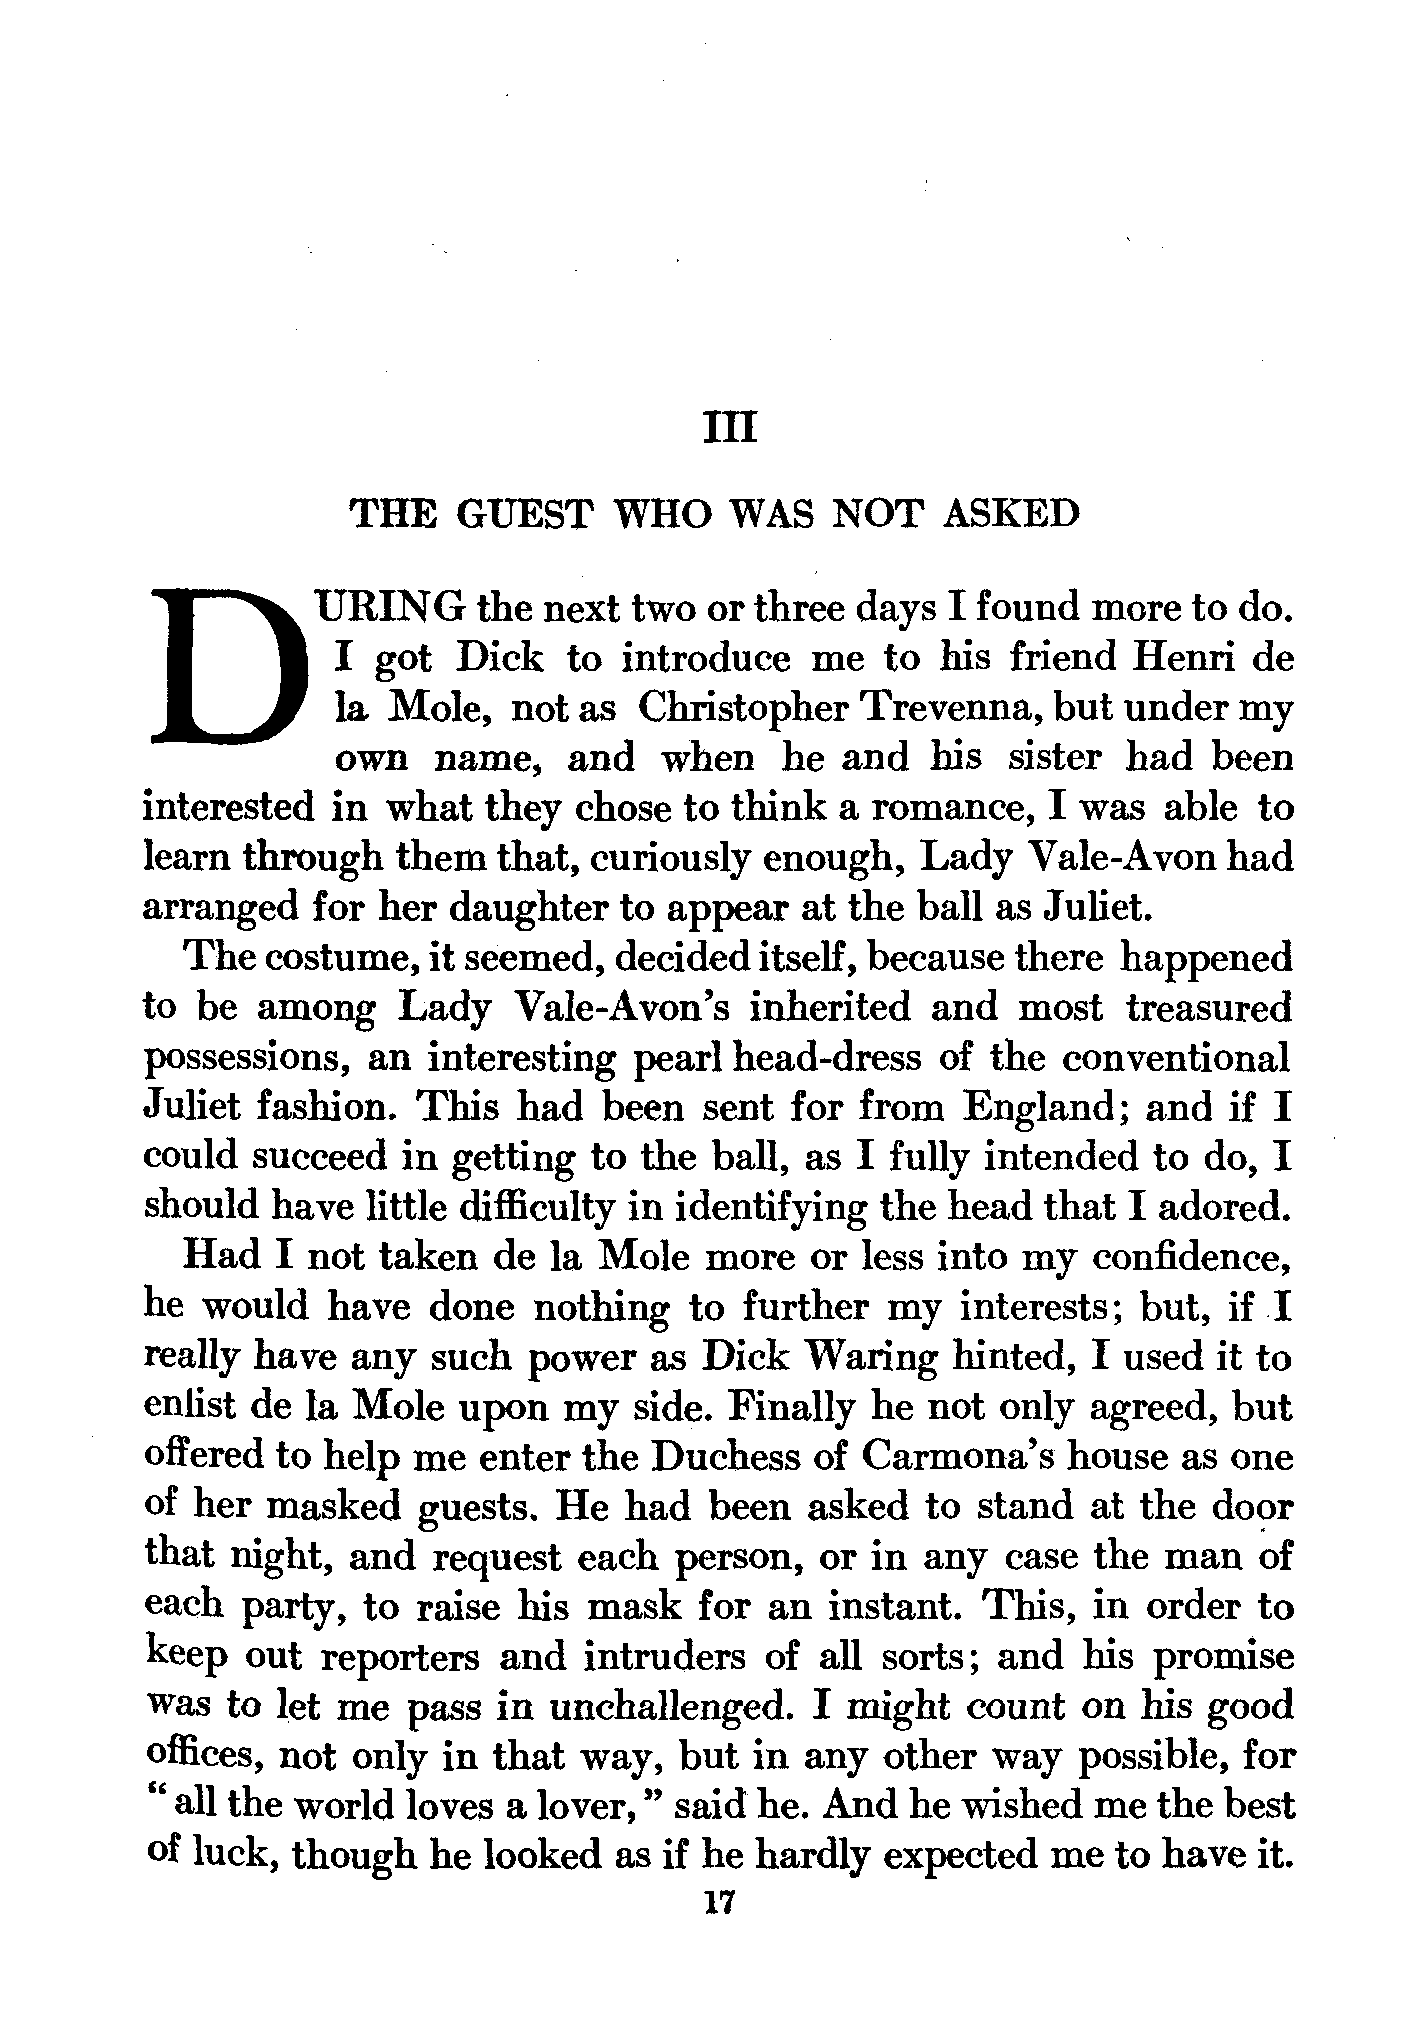 III
THE GUEST WHO WAS NOT ASKED
DURING the next two or three days I found more to do.
I got Dick to introduce me to his friend Henri de
la Mole, not as Christopher Trevenna, but under my
own name, and when he and his sister had been
interested in what they chose to think a romance, I was able to
learn through them that, curiously enough, Lady Vale-Avon had
arranged for her daughter to appear at the ball as Juliet.
The costume, it seemed, decided itself, because there happened
to be among Lady Vale-Avon's inherited and most treasured
possessions, an interesting pearl head-dress of the conventional
Juliet fashion. This had been sent for from England; and if I
could succeed in getting to the ball, as I fully intended to do, I
should have little difficulty in identifying the head that I adored.
Had I not taken de la Mole more or less into my confidence,
he would have done nothing to further my interests; but, if I
really have any such power as Dick Waring hinted, I used it to
enlist de la Mole upon my side. Finally he not only agreed, but
offered to help me enter the Duchess of Carmona's house as one
of her masked guests. He had been asked to stand at the door
that night, and request each person, or in any case the man of
each party, to raise his mask for an instant. This, in order to
keep out reporters and intruders of all sorts; and his promise
was to let me pass in unchallenged. I might count on his good
offices, not only in that way, but in any other way possible, for
"all the world loves a lover," said he. And he wished me the best
of luck, though he looked as if he hardly expected me to have it.
17